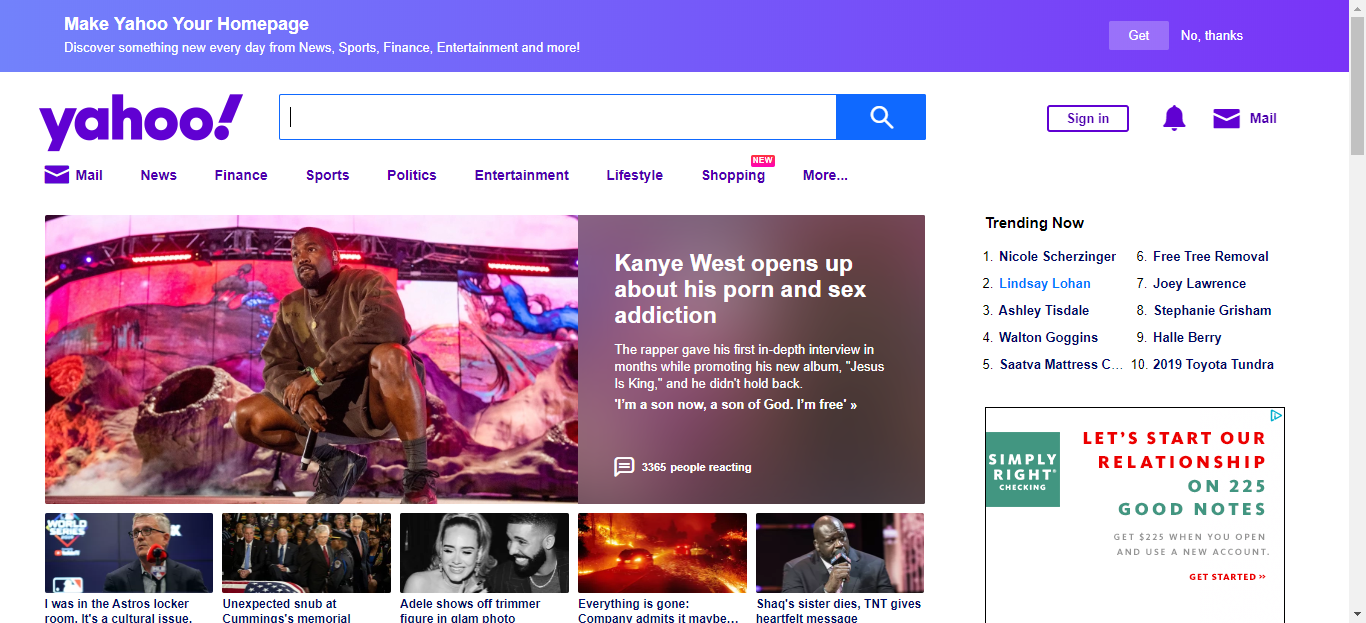 Make Yahoo Your Homepage
Discover something new every day from News, Sports, Finance, Entertainment and more!
Get
No, thanks
yahoo!
Sign in
Mail
Mail
News
Finance
Sports
Politics
Entertainment
Lifestyle
Shopping
NEW
More...
Kanye West opens up
about his porn and sex
addiction
The rapper gave his first in-depth interview in
months while promoting his new album, "Jesus
Is King," and he didn't hold back.
'I'm a son now, a son of God. I'm free' »
3365 people reacting
WORLD
SERIES
I was in the Astros locker
room. It's a cultural issue.
Unexpected snub at
Cummings's memorial
Adele shows off trimmer
figure in glam photo
Everything is gone:
Company admits it maybe...
Shaq's sister dies, TNT gives
heartfelt message
Trending Now
1. Nicole Scherzinger
2. Lindsay Lohan
3. Ashley Tisdale
4. Walton Goggins
5. Saatva Mattress C...
6. Free Tree Removal
7. Joey Lawrence
8. Stephanie Grisham
9. Halle Berry
10. 2019 Toyota Tundra
SIMPLY
RIGHT®
CHECKING
LET'S START OUR
RELATIONSHIP
ON 225
GOOD NOTES
GET $225 WHEN YOU OPEN
AND USE A NEW ACCOUNT.
GET STARTED »